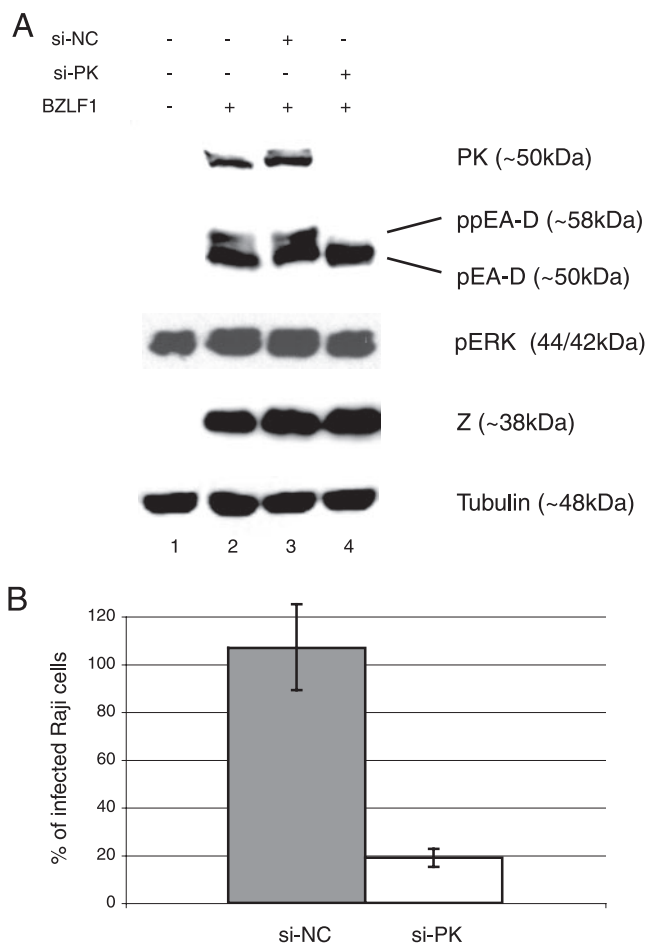 A
si-NC - - + -
si-PK - - - +
BZLF1 - + + +
PK (~50kDa)
ppEA-D (~58kDa)
pEA-D (~50kDa)
pERK (44/42kDa)
Z (~38kDa)
Tubulin (~48kDa)
1 2 3 4
B
% of infected Raji cells
120
100
80
60
40
20
0
si-NC si-PK